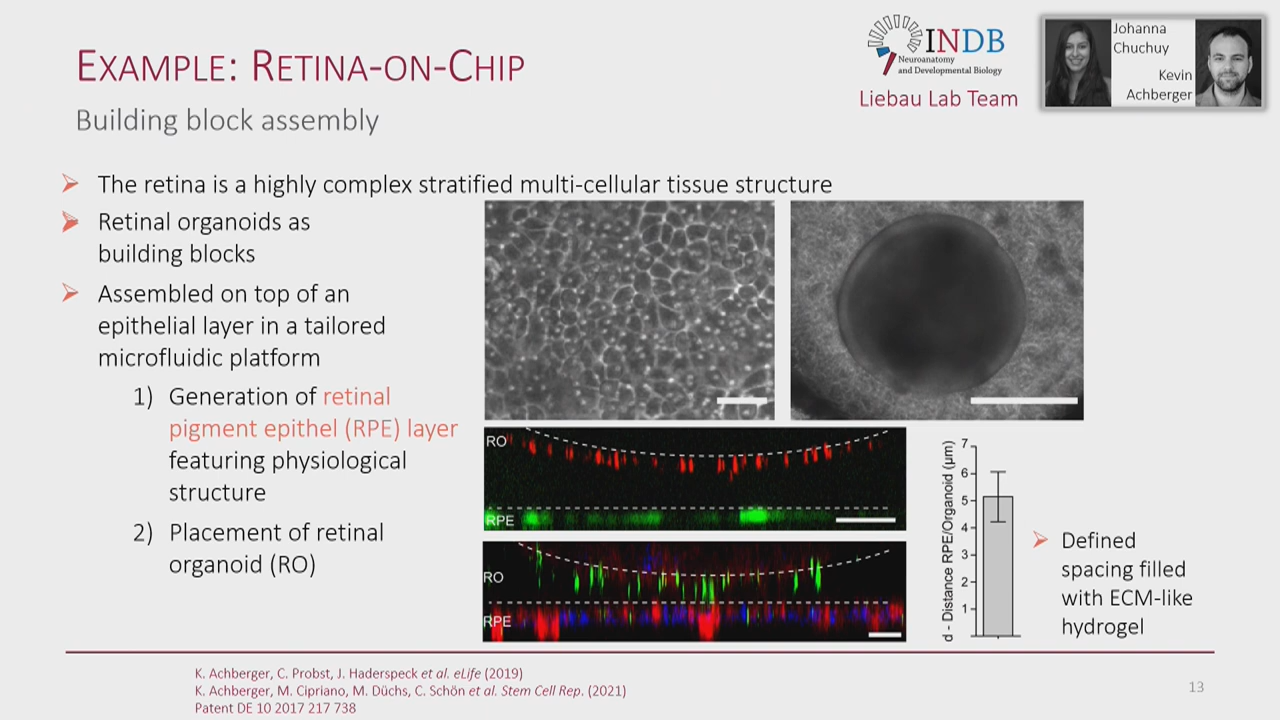 EXAMPLE: RETINA-ON-CHIP
Building block assembly
INDB
Neuroanatomy
and Developmental Biology
Liebau Lab Team
Johanna
Chuchuy
Kevin
Achberger
The retina is a highly complex stratified multi-cellular tissue structure
Retinal organoids as
building blocks
Assembled on top of an
epithelial layer in a tailored
microfluidic platform
1) Generation of retinal
pigment epithel (RPE) layer
featuring physiological
structure
2) Placement of retinal
organoid (RO)
RO
RPE
RO
RPE
d - Distance RPE/Organoid (µm)
7
6
5
4
3
2
1
Defined
spacing filled
with ECM-like
hydrogel
K. Achberger, C. Probst, J. Haderspeck et al. eLife (2019)
K. Achberger, M. Cipriano, M. Düchs, C. Schön et al. Stem Cell Rep. (2021)
Patent DE 10 2017 217 738
13